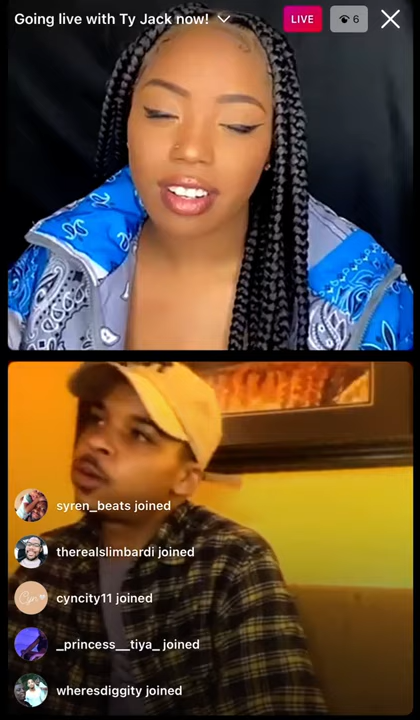 Going live with Ty Jack now!
LIVE
6
syren_beats joined
therealslimbardi joined
cyncity11 joined
_princess__tiya_ joined
wheresdiggity joined